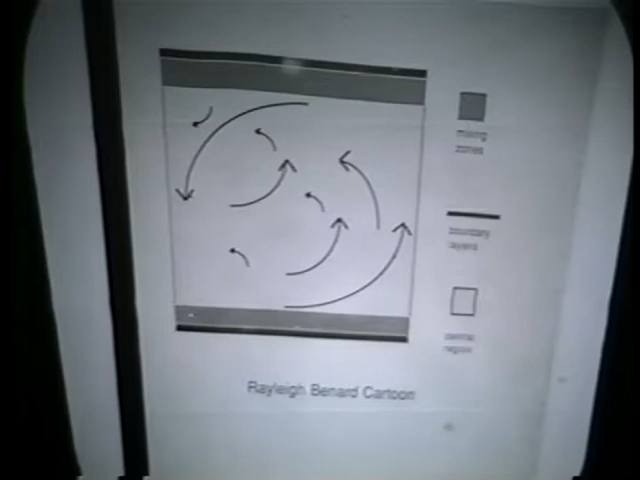 mixing
zones
boundary
layers
central
region
Rayleigh Benard Cartoon